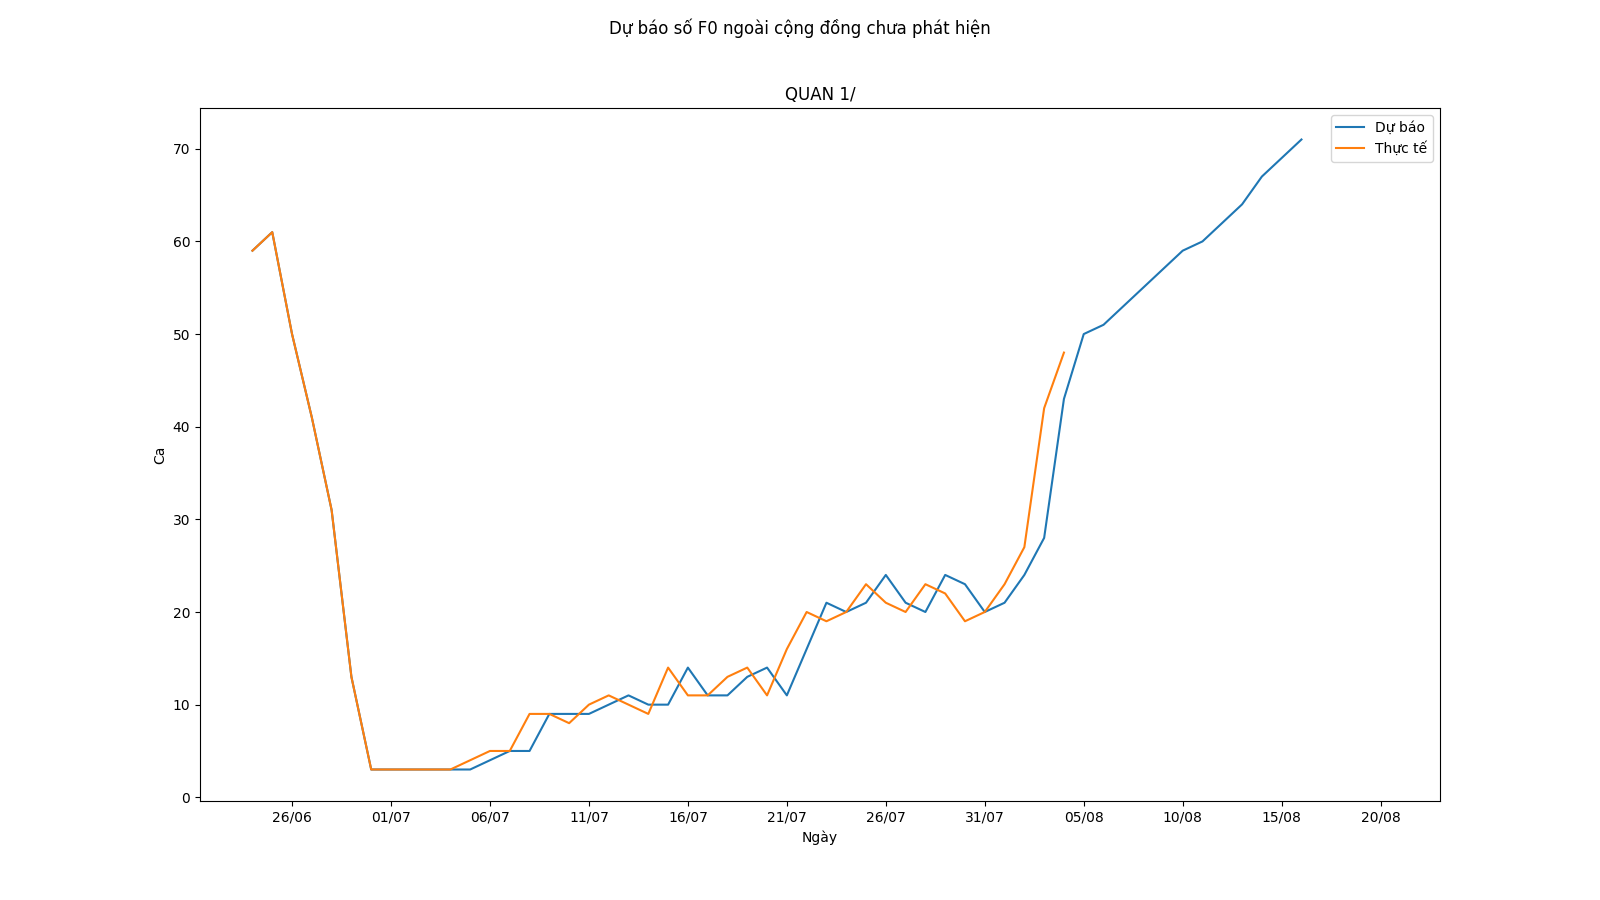 Dự báo số F0 ngoài cộng đồng chưa phát hiện
QUAN 1/
Dự báo
Thực tế
70
60
50
40
30
20
10
0
Ca
26/06 01/07 06/07 11/07 16/07 21/07 26/07 31/07 05/08 10/08 15/08 20/08
Ngày